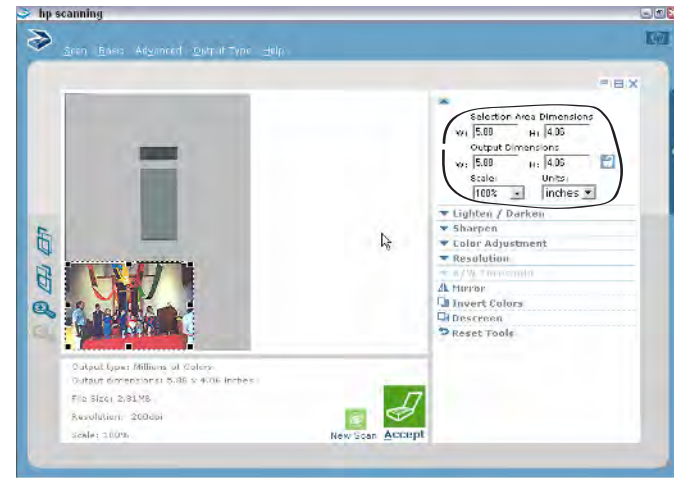 hp scanning
Scan Basic Advanced Output Type Help
Selection Area Dimensions
W: 5.88 H: 4.06
Output Dimensions
W: 5.88 H: 4.06
Scale: Units:
100% inches
Lighten / Darken
Sharpen
Color Adjustment
Resolution
B/W Threshold
Mirror
Invert Colors
Descreen
Reset Tools
Output type: Millions of Colors
Output dimensions: 5.88 x 4.06 inches
File Size: 2.81MB
Resolution: 200dpi
Scale: 100%
New Scan Accept